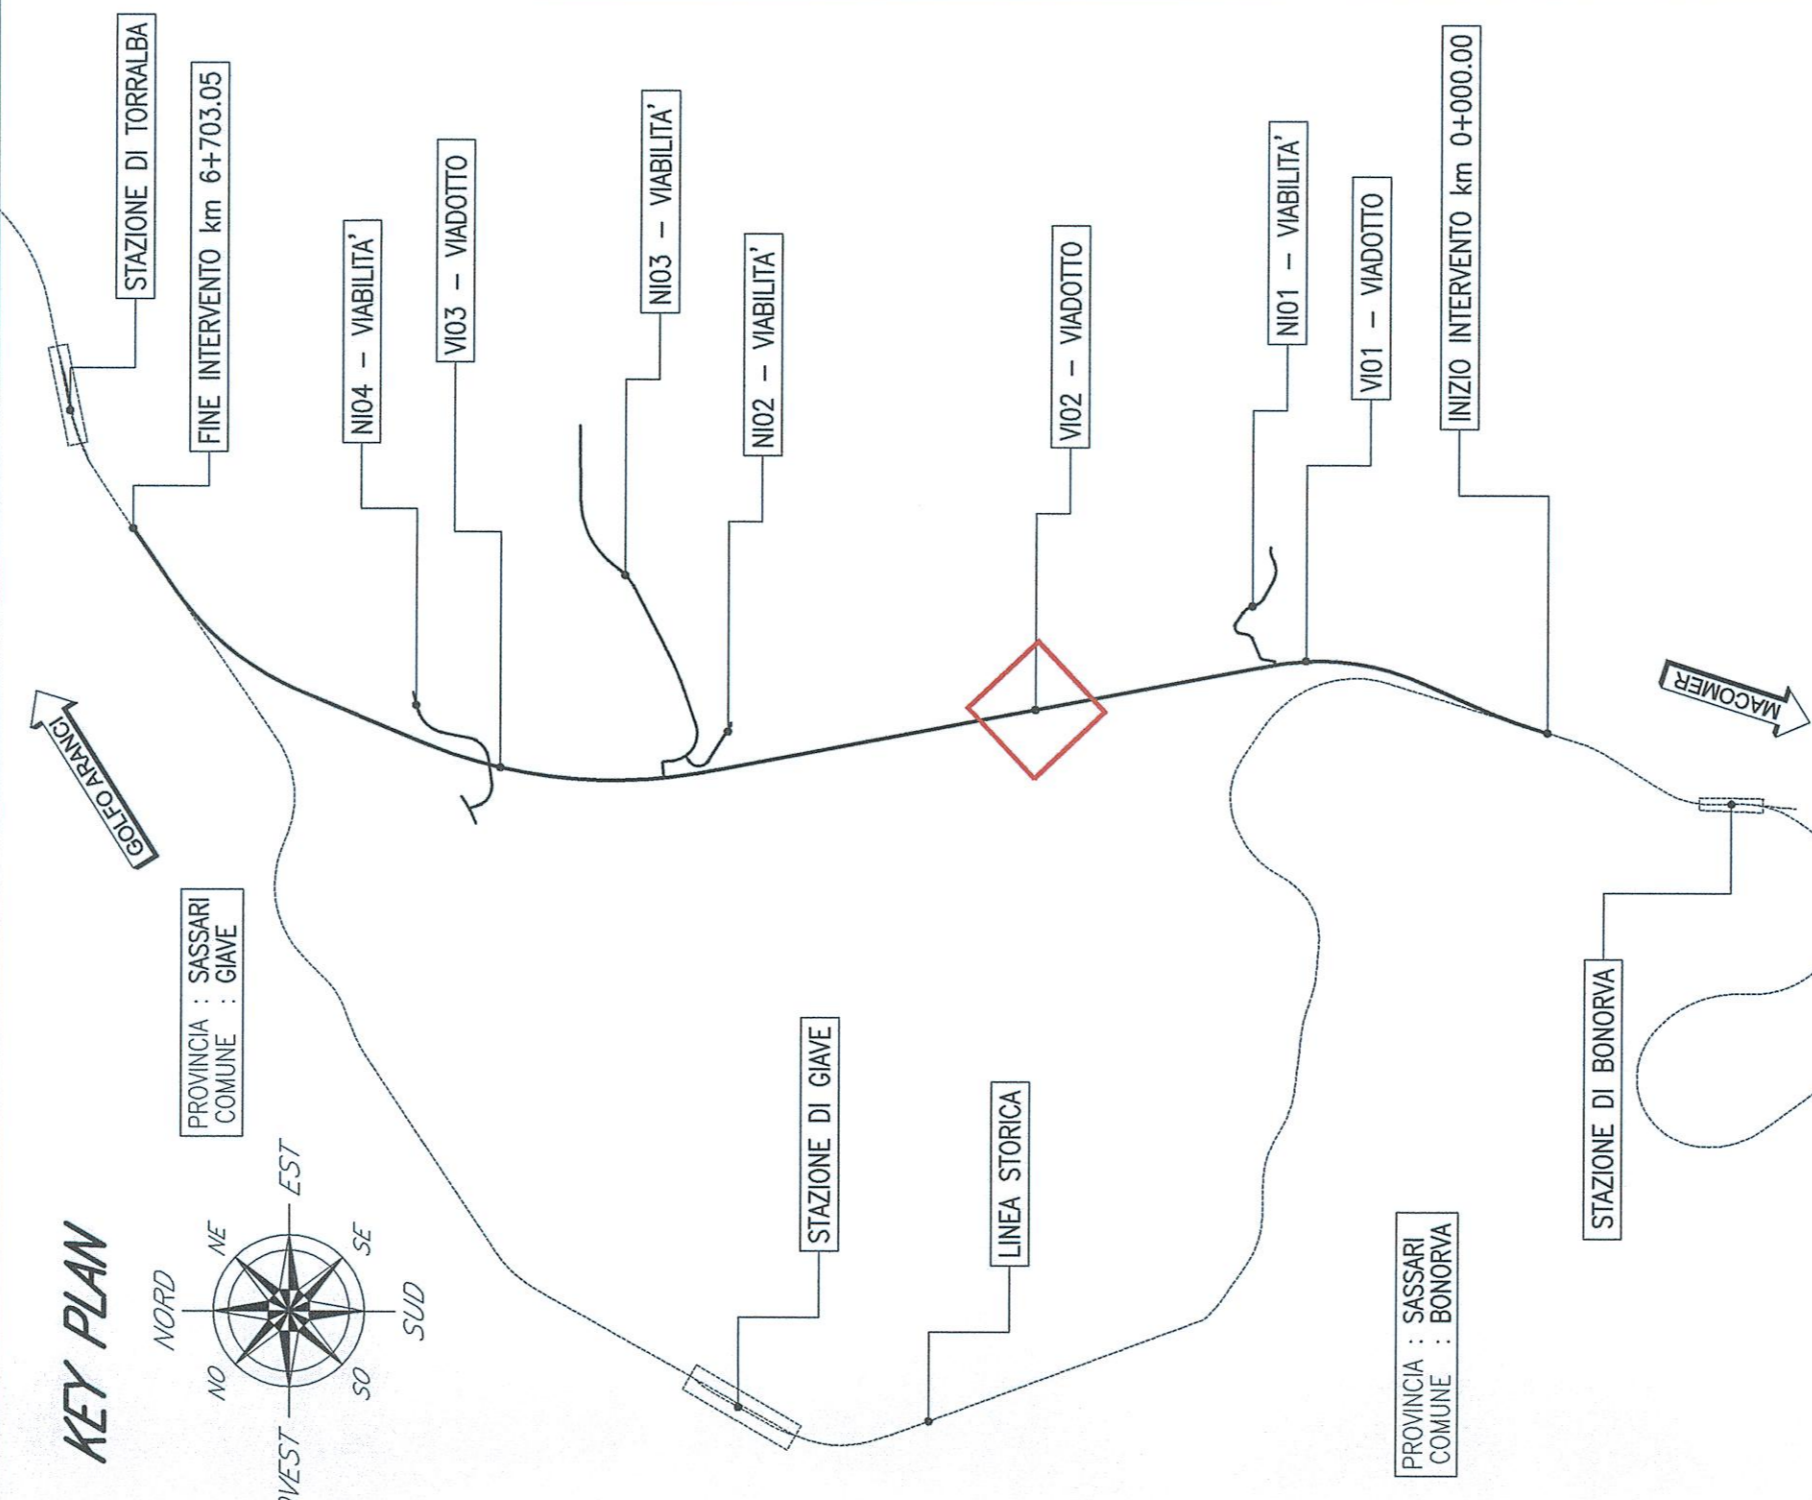 STAZIONE DI TORRALBA
FINE INTERVENTO km 6+703.05
NI04 – VIABILITA'
VI03 – VIADOTTO
NI03 – VIABILITA'
NI02 – VIABILITA'
VI02 – VIADOTTO
NI01 – VIABILITA'
VI01 – VIADOTTO
INIZIO INTERVENTO km 0+000.00
GOLFO ARANCI
MACOMER
PROVINCIA : SASSARI
COMUNE : GIAVE
KEY PLAN
NORD
NE
EST
SE
SUD
SO
OVEST
NO
STAZIONE DI GIAVE
LINEA STORICA
STAZIONE DI BONORVA
PROVINCIA : SASSARI
COMUNE : BONORVA